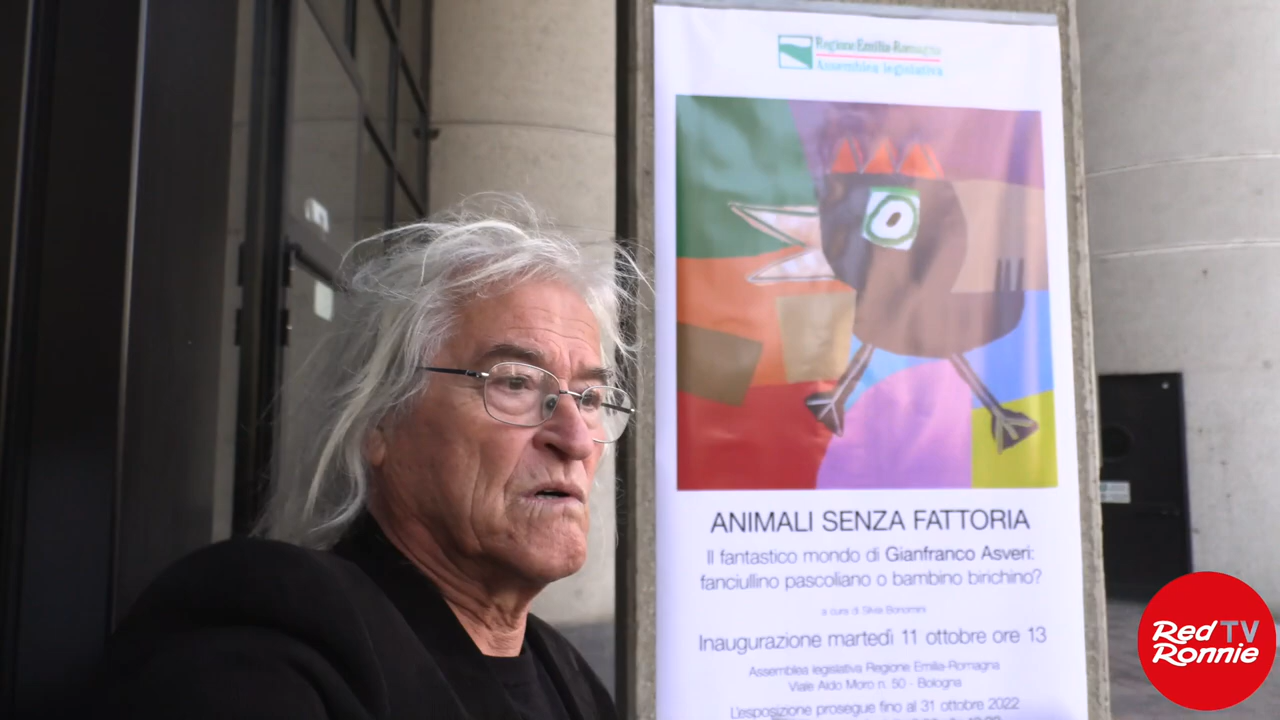 Regione Emilia-Romagna
Assemblea legislativa
ANIMALI SENZA FATTORIA
Il fantastico mondo di Gianfranco Asveri:
fanciullino pascoliano o bambino birichino?
a cura di Silvia Bonomini
Inaugurazione martedì 11 ottobre ore 13
Assemblea legislativa Regione Emilia-Romagna
Viale Aldo Moro n. 50 - Bologna
L'esposizione prosegue fino al 31 ottobre 2022
Red TV
Ronnie